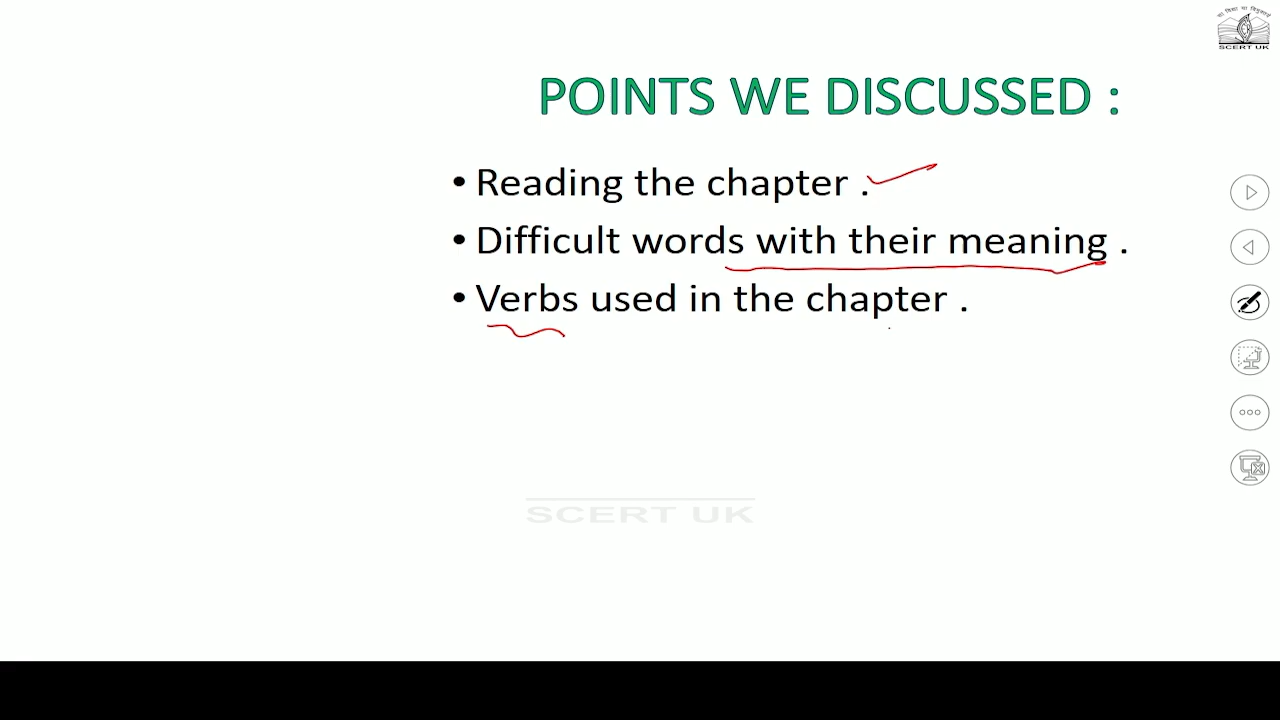 सा विद्या या विमुक्तये
SCERT UK
POINTS WE DISCUSSED :
• Reading the chapter .
• Difficult words with their meaning .
• Verbs used in the chapter .
SCERT UK